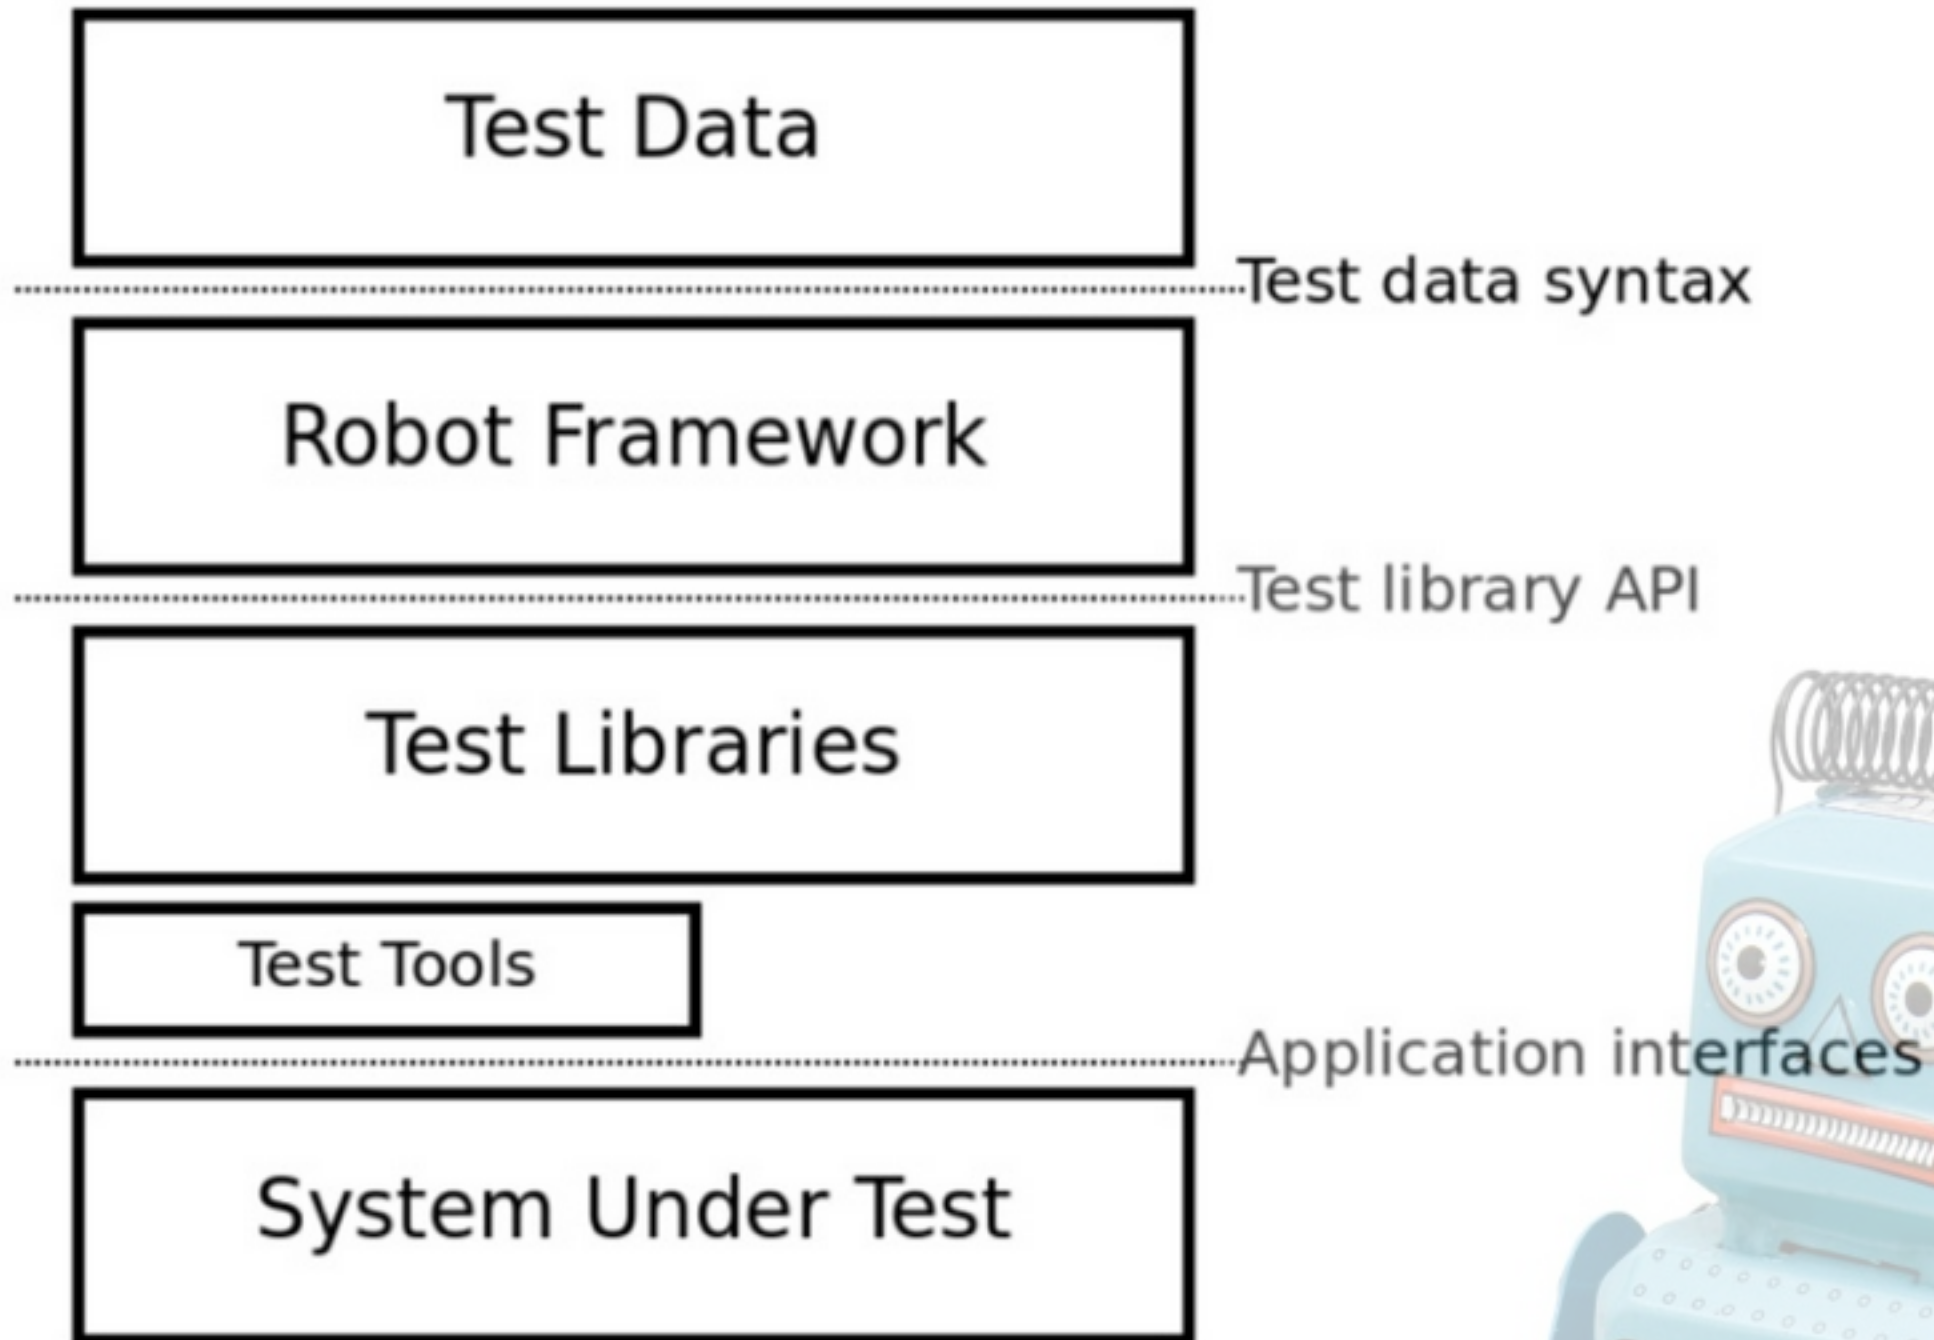 Test Data
Test data syntax
Robot Framework
Test library API
Test Libraries
Test Tools
Application interfaces
System Under Test